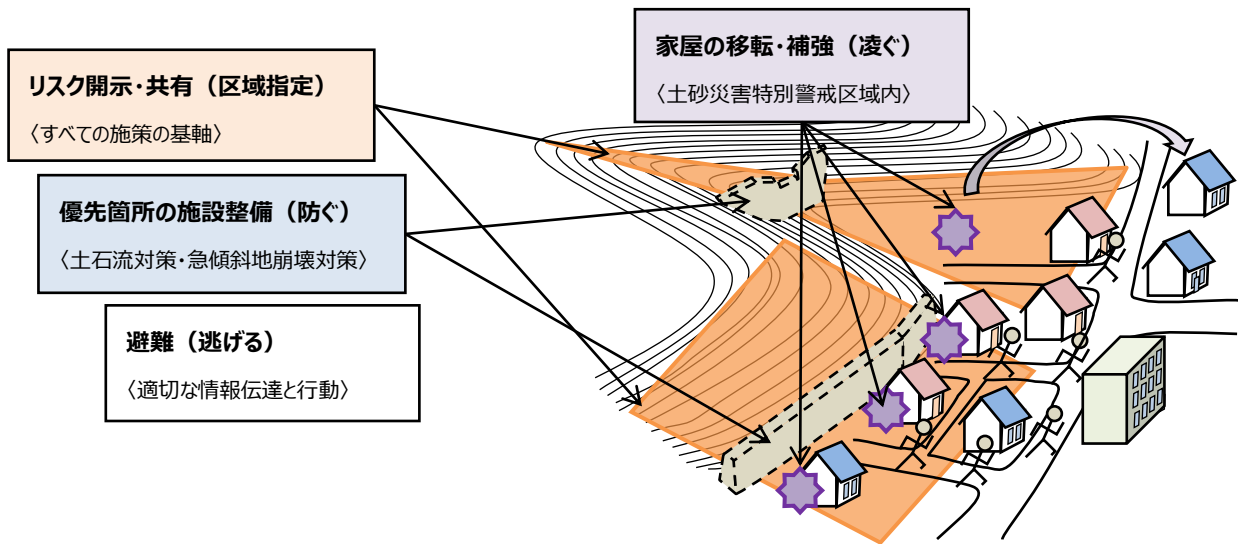 家屋の移転・補強（凌ぐ）
〈土砂災害特別警戒区域内〉
リスク開示・共有（区域指定）
〈すべての施策の基軸〉
優先箇所の施設整備（防ぐ）
〈土石流対策・急傾斜地崩壊対策〉
避難（逃げる）
〈適切な情報伝達と行動〉